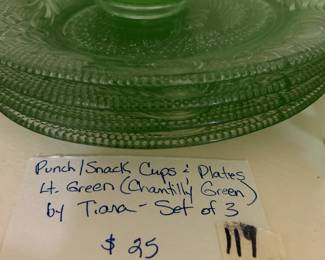 Punch/Snack Cups & Plates
Lt. Green (Chantilly Green)
by Tiara - Set of 3
$ 25
119